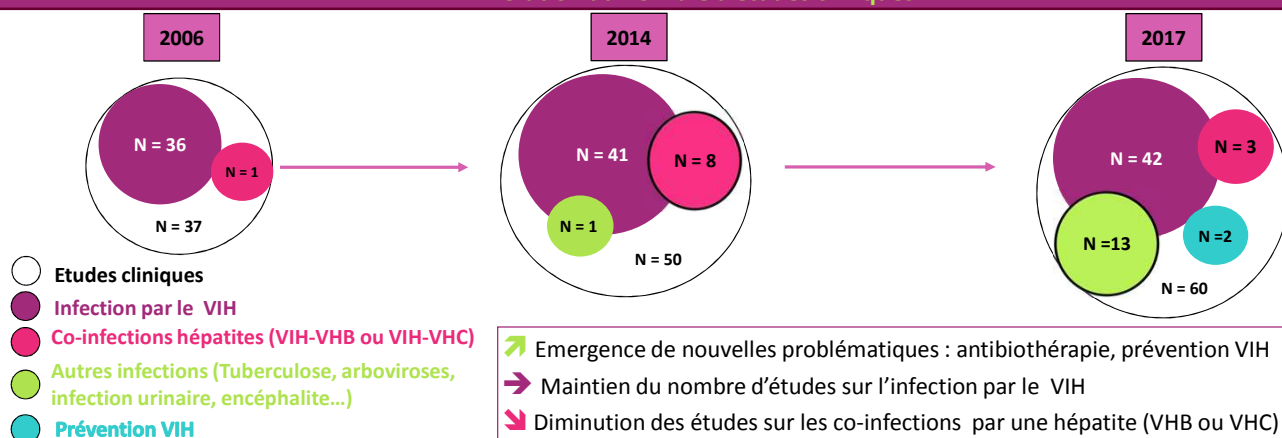 2006
2014
2017
N = 36
N = 1
N = 37
N = 41
N = 8
N = 1
N = 50
N = 42
N = 3
N =13
N =2
N = 60
Etudes cliniques
Infection par le VIH
Co-infections hépatites (VIH-VHB ou VIH-VHC)
Autres infections (Tuberculose, arboviroses,
infection urinaire, encéphalite…)
Prévention VIH
Emergence de nouvelles problématiques : antibiothérapie, prévention VIH
Maintien du nombre d’études sur l’infection par le VIH
Diminution des études sur les co-infections par une hépatite (VHB ou VHC)